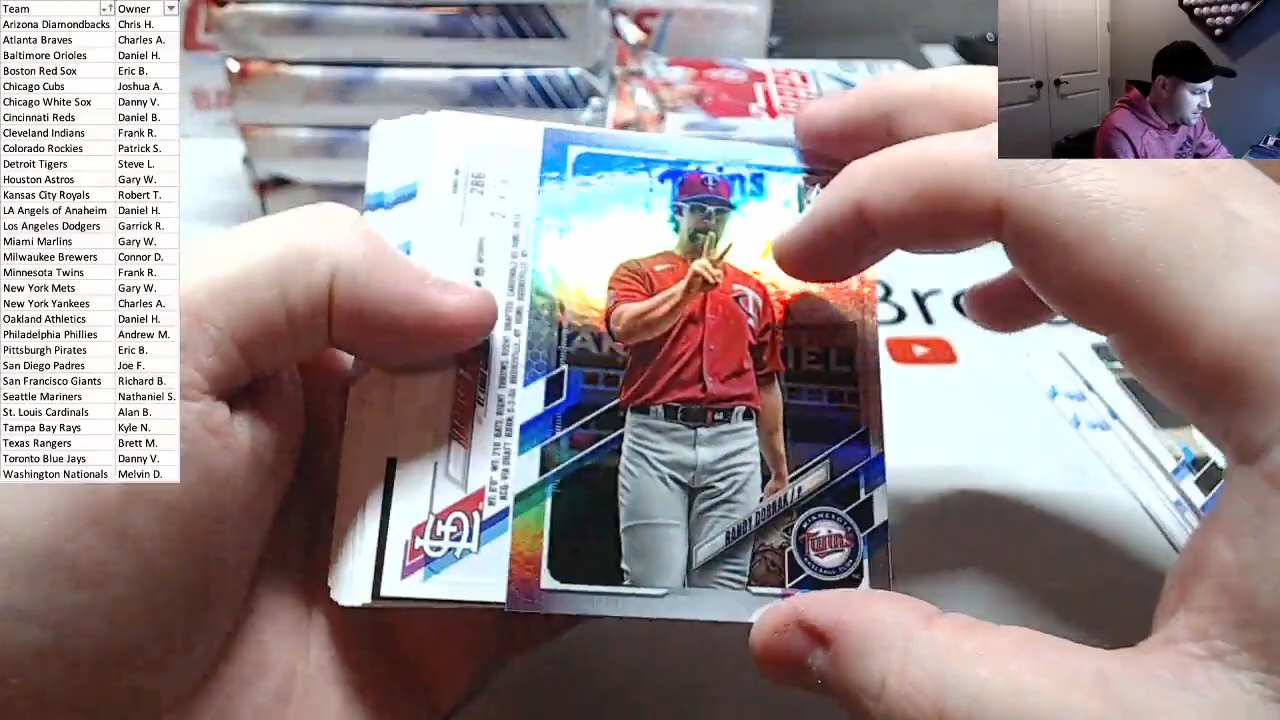 Team Owner
Arizona Diamondbacks Chris H.
Atlanta Braves Charles A.
Baltimore Orioles Daniel H.
Boston Red Sox Eric B.
Chicago Cubs Joshua A.
Chicago White Sox Danny V.
Cincinnati Reds Daniel B.
Cleveland Indians Frank R.
Colorado Rockies Patrick S.
Detroit Tigers Steve L.
Houston Astros Gary W.
Kansas City Royals Robert T.
LA Angels of Anaheim Daniel H.
Los Angeles Dodgers Garrick R.
Miami Marlins Gary W.
Milwaukee Brewers Connor D.
Minnesota Twins Frank R.
New York Mets Gary W.
New York Yankees Charles A.
Oakland Athletics Daniel H.
Philadelphia Phillies Andrew M.
Pittsburgh Pirates Eric B.
San Diego Padres Joe F.
San Francisco Giants Richard B.
Seattle Mariners Nathaniel S.
St. Louis Cardinals Alan B.
Tampa Bay Rays Kyle N.
Texas Rangers Brett M.
Toronto Blue Jays Danny V.
Washington Nationals Melvin D.
286
Twins
RANDY DOBNAK / P
MINNESOTA
Twins
BASEBALL CLUB
Bre